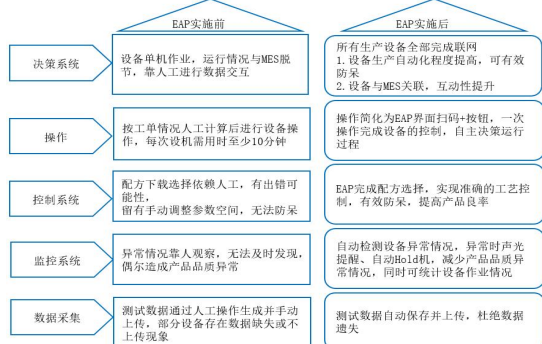 EAP实施前
EAP实施后
决策系统
设备单机作业，运行情况与MES脱
节，靠人工进行数据交互
所有生产设备全部完成联网
1.设备生产自动化程度提高，可有效
防呆
2.设备与MES关联，互动性提升
操作
按工单情况人工计算后进行设备操
作，每次设机需用时至少10分钟
操作简化为EAP界面扫码+按钮，一次
操作完成设备的控制，自主决策运行
过程
控制系统
配方下载选择依赖人工，有出错可
能性，
留有手动调整参数空间，无法防呆
EAP完成配方选择，实现准确的工艺控
制，有效防呆，提高产品良率
监控系统
异常情况靠人观察，无法及时发现，
偶尔造成产品品质异常
自动检测设备异常情况，异常时声光
提醒、自动Hold机，减少产品品质异
常情况，同时可统计设备作业情况
数据采集
测试数据通过人工操作生成并手动
上传，部分设备存在数据缺失或不
上传现象
测试数据自动保存并上传，杜绝数据
遗失